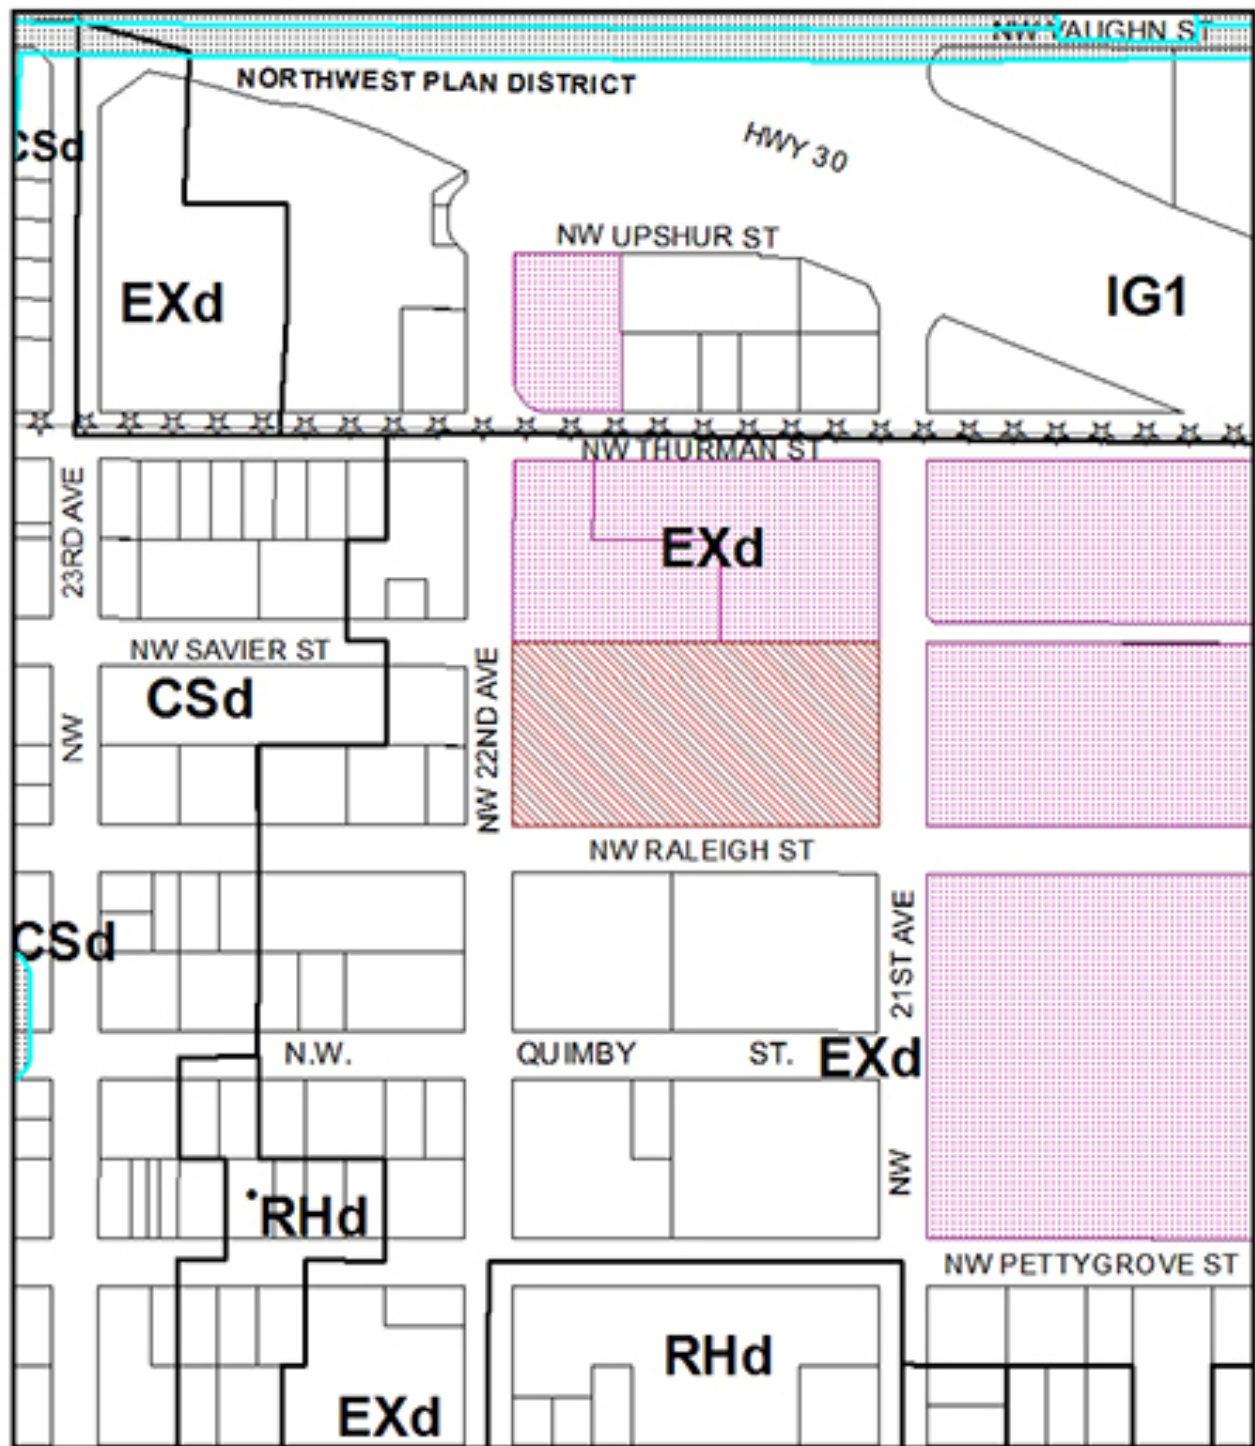 NW VAUGHN ST
NORTHWEST PLAN DISTRICT
HWY 30
CSd
NW UPSHUR ST
EXd
IG1
NW THURMAN ST
23RD AVE
EXd
NW SAVIER ST
CSd
NW 22ND AVE
NW
NW RALEIGH ST
CSd
21ST AVE
N.W. QUIMBY ST.
EXd
NW
RHd
NW PETTYGROVE ST
RHd
EXd